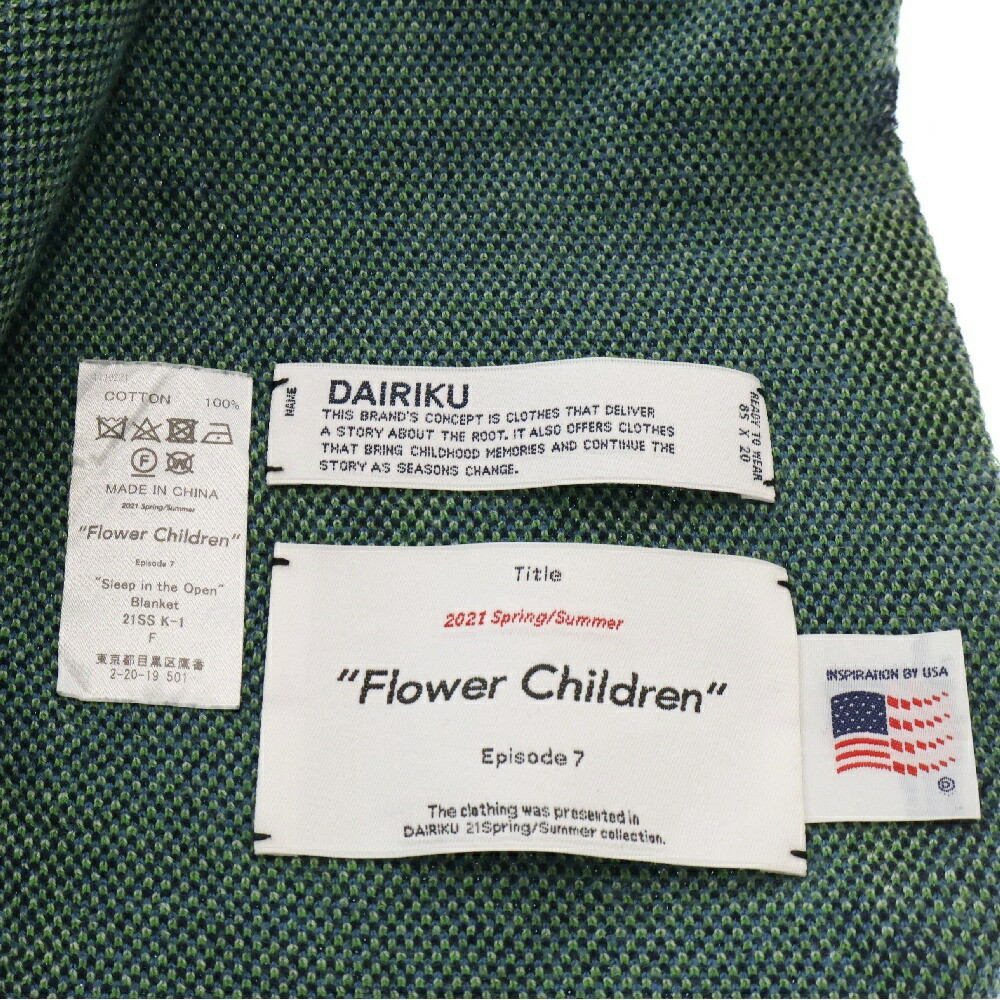 COTTON 100%
F
W
MADE IN CHINA
2021 Spring/Summer
"Flower Children"
Episode 7
"Sleep in the Open"
Blanket
21SS K-1
F
東京都目黒区鷹番
2-20-19 501
NAME
DAIRIKU
THIS BRAND'S CONCEPT IS CLOTHES THAT DELIVER
A STORY ABOUT THE ROOT. IT ALSO OFFERS CLOTHES
THAT BRING CHILDHOOD MEMORIES AND CONTINUE THE
STORY AS SEASONS CHANGE.
READY TO WEAR
85 X 20
Title
2021 Spring/Summer
"Flower Children"
Episode 7
The clothing was presented in
DAIRIKU 21Spring/Summer collection.
INSPIRATION BY USA